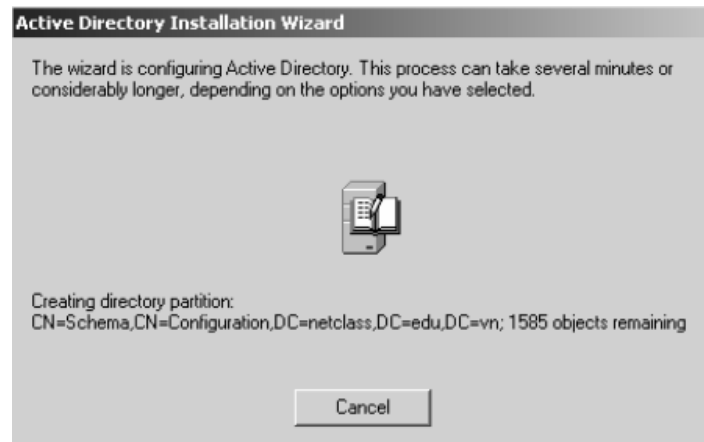 Active Directory Installation Wizard
The wizard is configuring Active Directory. This process can take several minutes or
considerably longer, depending on the options you have selected.
Creating directory partition:
CN=Schema,CN=Configuration,DC=netclass,DC=edu,DC=vn; 1585 objects remaining
Cancel